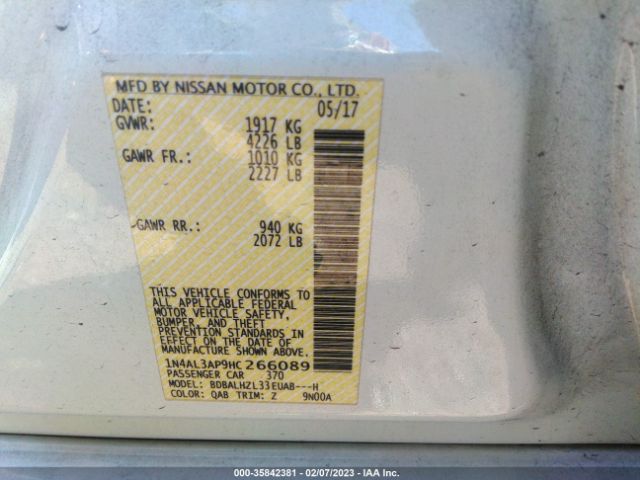 MFD BY NISSAN MOTOR CO., LTD.
DATE: 05/17
GVWR: 1917 KG
4226 LB
GAWR FR.: 1010 KG
2227 LB
GAWR RR.: 940 KG
2072 LB
THIS VEHICLE CONFORMS TO
ALL APPLICABLE FEDERAL
MOTOR VEHICLE SAFETY,
BUMPER, AND THEFT
PREVENTION STANDARDS IN
EFFECT ON THE DATE OF
MANUFACTURE SHOWN ABOVE.
1N4AL3AP9HC266089
PASSENGER CAR 370
MODEL: BDBALHZL33EUAB---H
COLOR: QAB TRIM: Z 9N00A
000-35842381 - 02/07/2023 - IAA Inc.